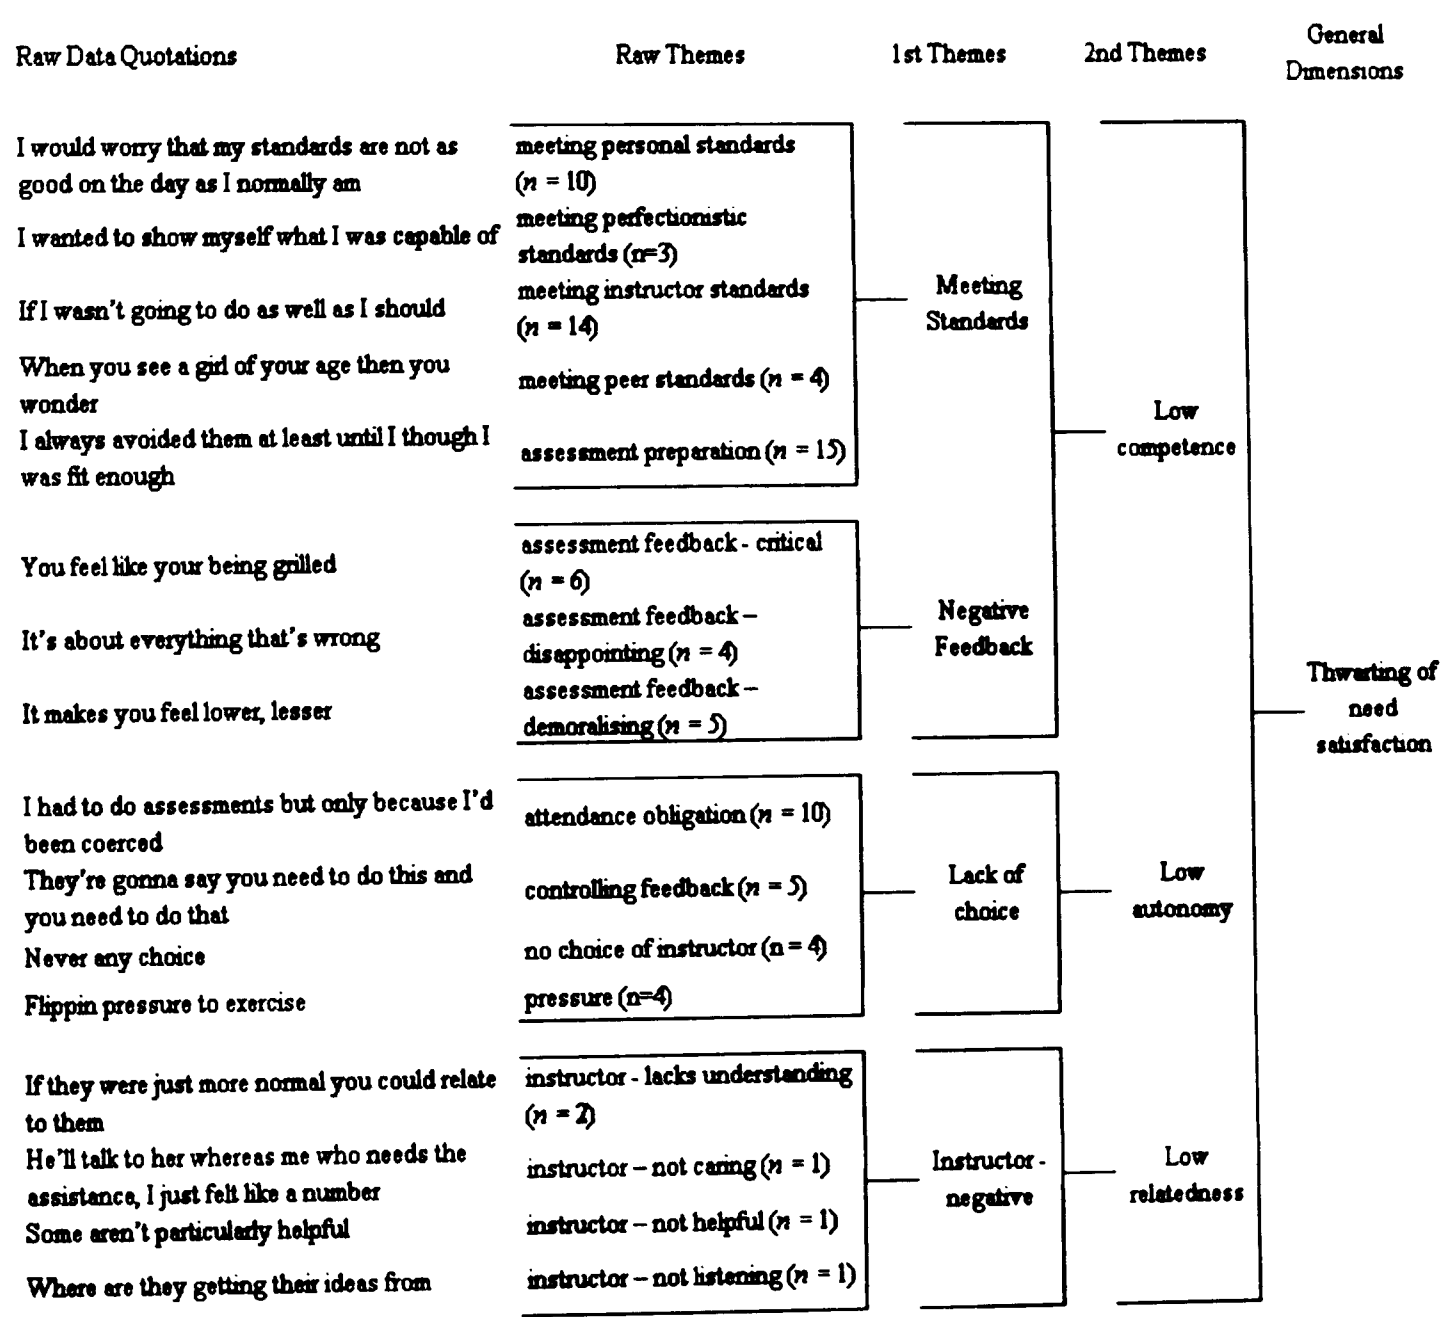 Raw Data Quotations
Raw Themes
1st Themes
2nd Themes
General
Dimensions
I would worry that my standards are not as
good on the day as I normally am
meeting personal standards
(n = 10)
I wanted to show myself what I was capable of
meeting perfectionistic
standards (n=3)
If I wasn't going to do as well as I should
meeting instructor standards
(n = 14)
When you see a girl of your age then you
wonder
meeting peer standards (n = 4)
I always avoided them at least until I though I
was fit enough
assessment preparation (n = 15)
Meeting
Standards
You feel like your being grilled
assessment feedback - critical
(n = 6)
It's about everything that's wrong
assessment feedback –
disappointing (n = 4)
It makes you feel lower, lesser
assessment feedback –
demoralising (n = 5)
Negative
Feedback
Low
competence
I had to do assessments but only because I'd
been coerced
attendance obligation (n = 10)
They're gonna say you need to do this and
you need to do that
controlling feedback (n = 5)
Never any choice
no choice of instructor (n = 4)
Flippin pressure to exercise
pressure (n=4)
Lack of
choice
Low
autonomy
If they were just more normal you could relate
to them
instructor - lacks understanding
(n = 2)
He'll talk to her whereas me who needs the
assistance, I just felt like a number
instructor – not caring (n = 1)
Some aren't particularly helpful
instructor – not helpful (n = 1)
Where are they getting their ideas from
instructor – not listening (n = 1)
Instructor -
negative
Low
relatedness
Thwarting of
need
satisfaction